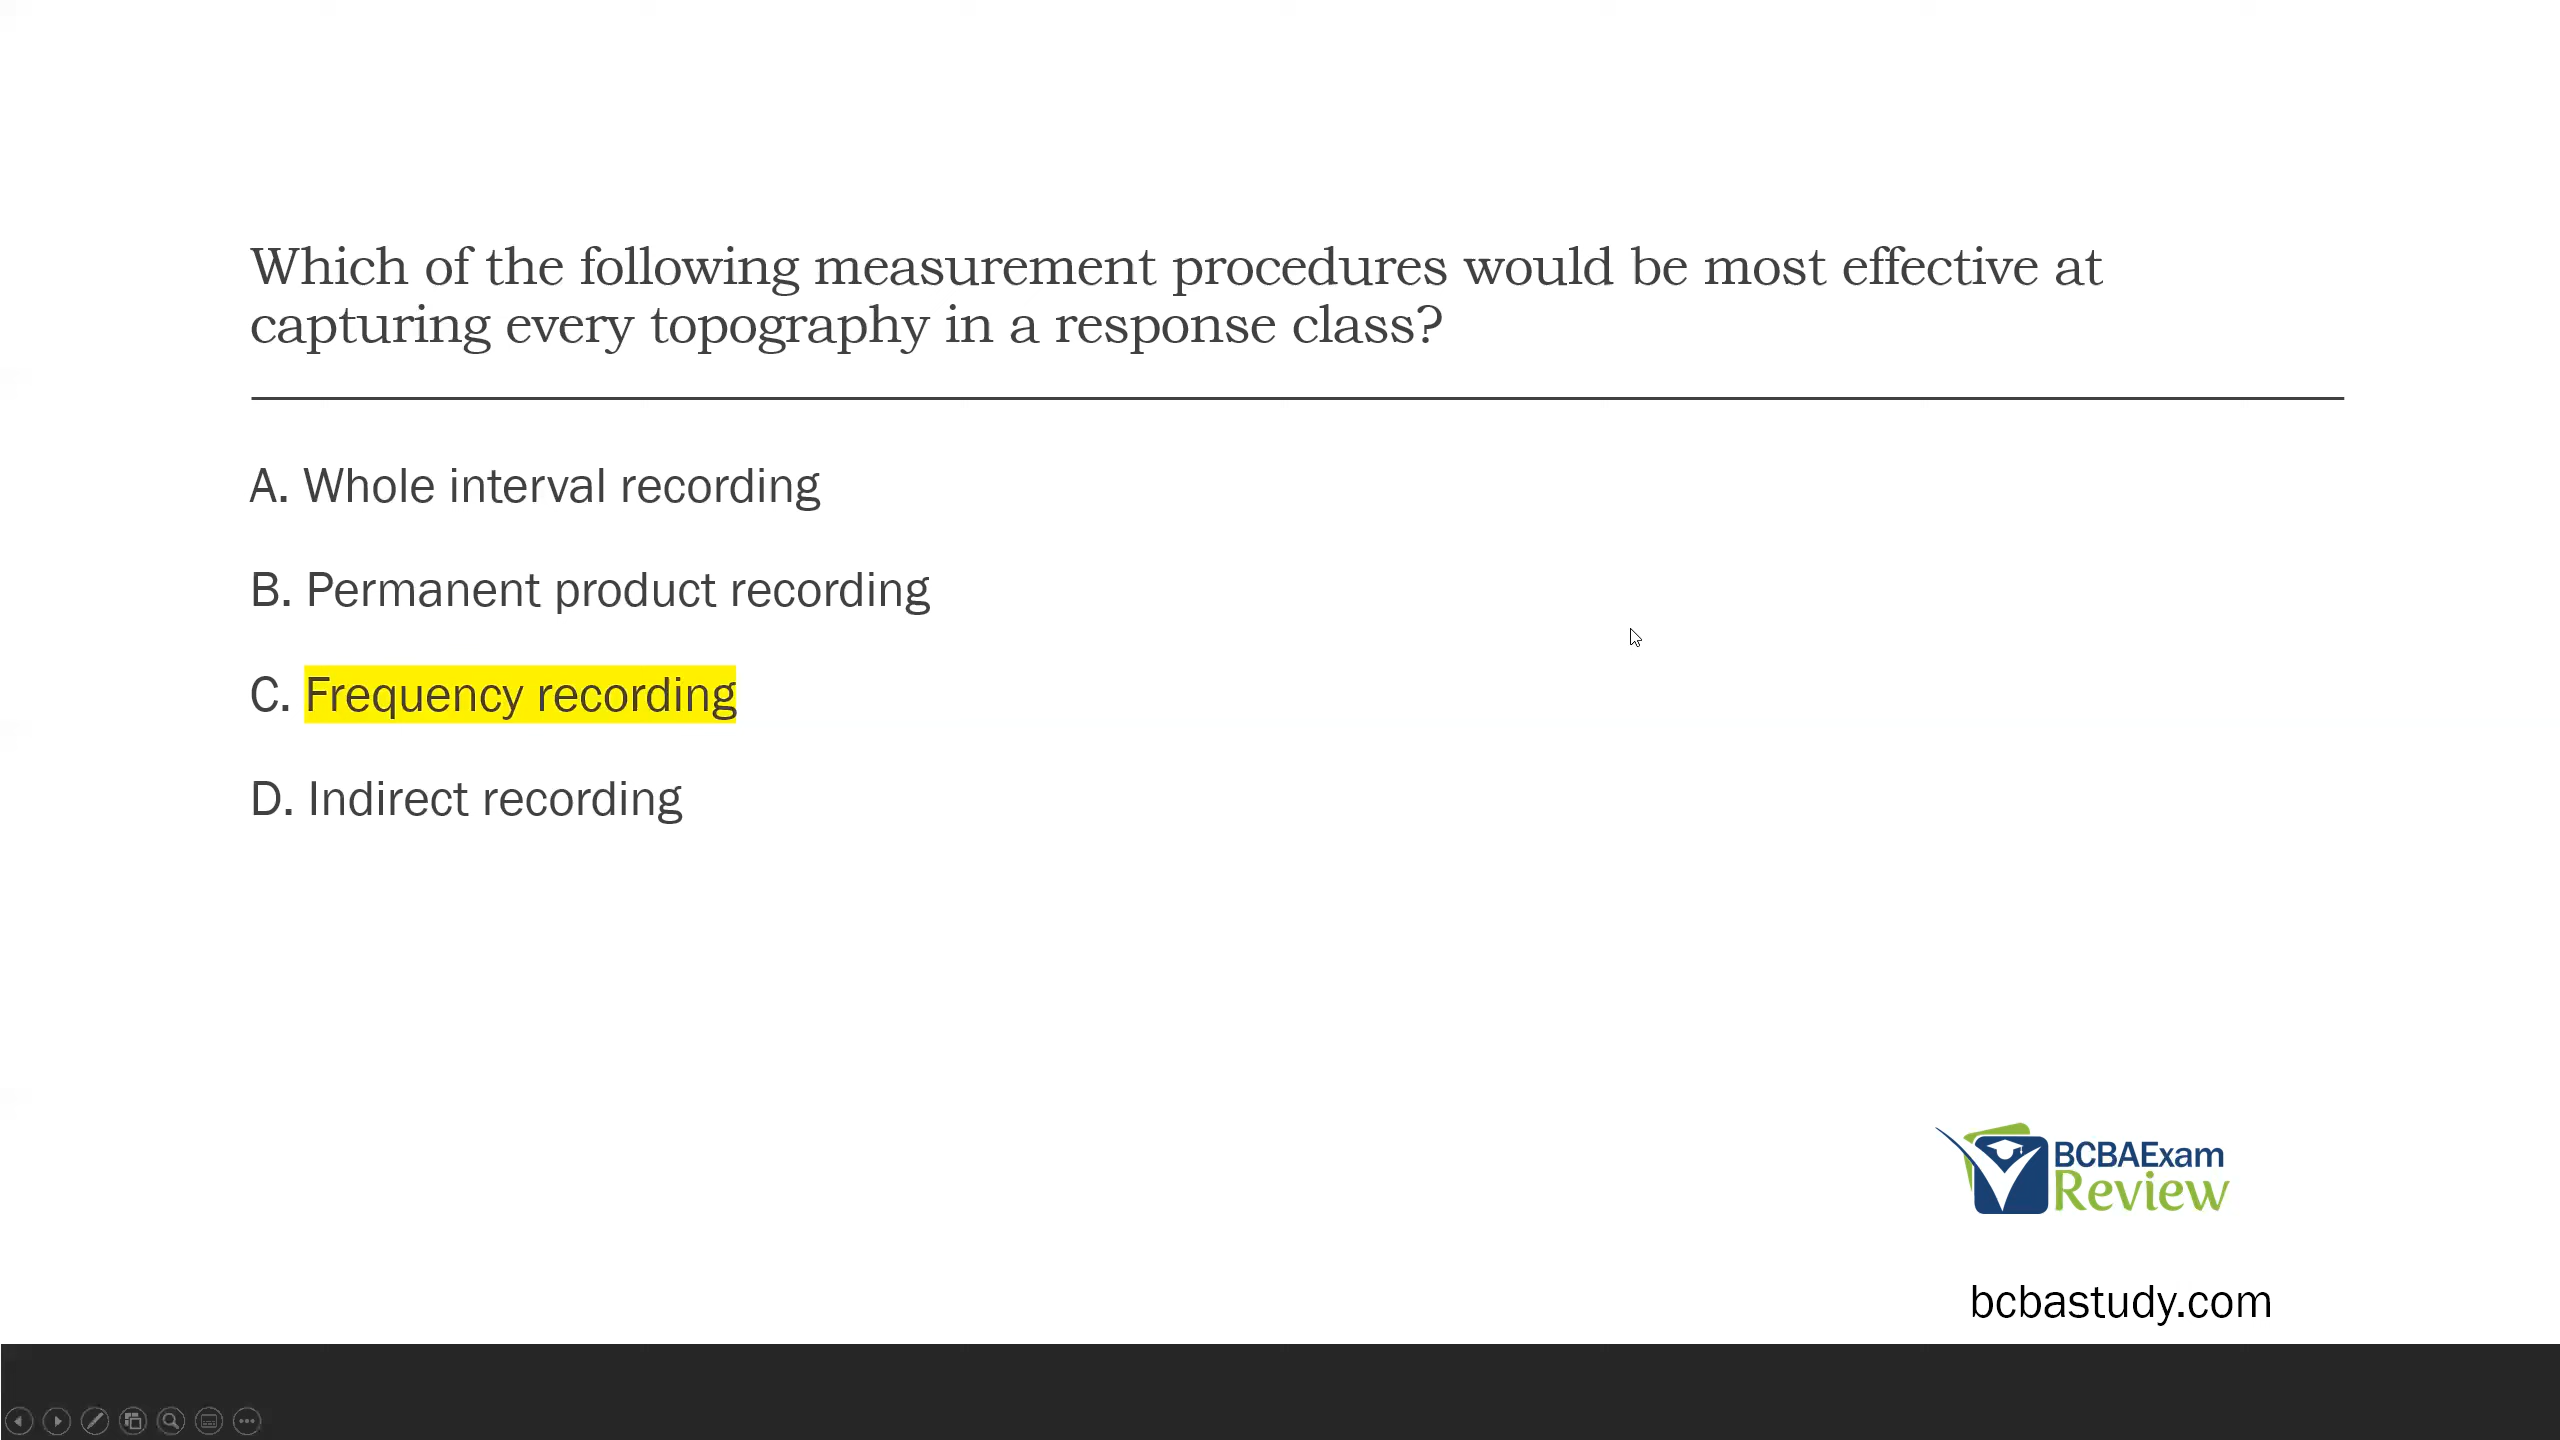 Which of the following measurement procedures would be most effective at
capturing every topography in a response class?
A. Whole interval recording
B. Permanent product recording
C. Frequency recording
D. Indirect recording
BCBAExam
Review
bcbastudy.com